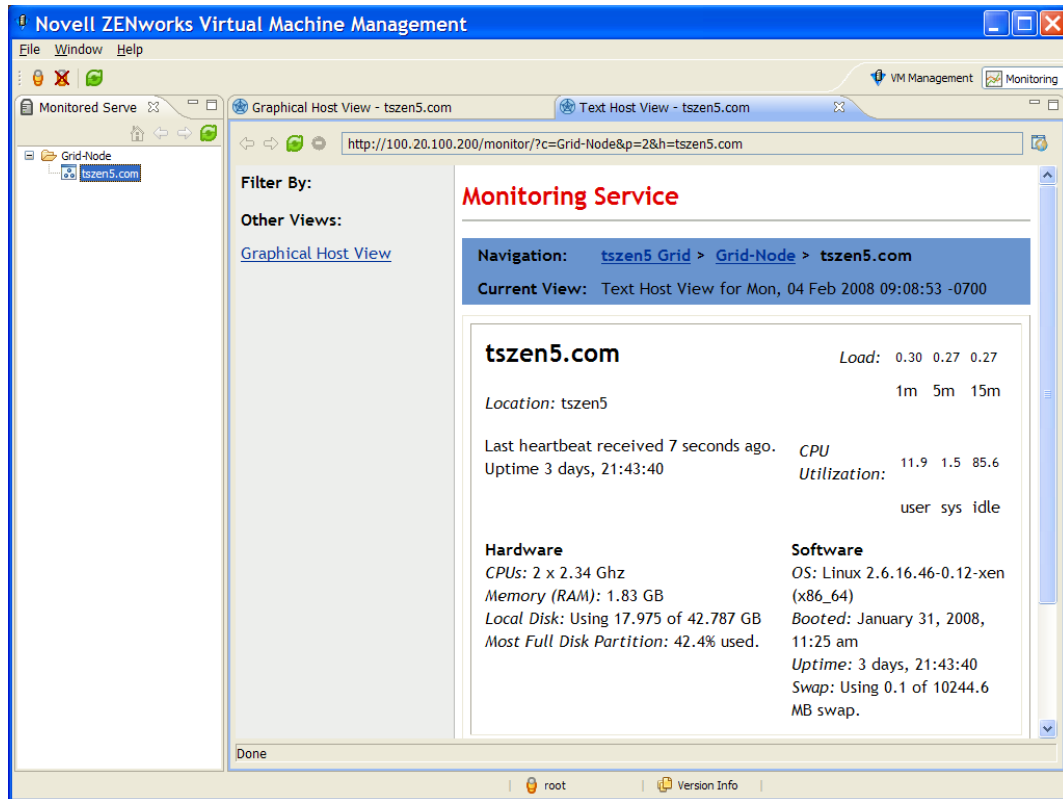 Novell ZENworks Virtual Machine Management
File Window Help
VM Management Monitoring
Monitored Serve
Graphical Host View - tszen5.com
Text Host View - tszen5.com
http://100.20.100.200/monitor/?c=Grid-Node&p=2&h=tszen5.com
Grid-Node
tszen5.com
Filter By:
Other Views:
Graphical Host View
Monitoring Service
Navigation: tszen5 Grid > Grid-Node > tszen5.com
Current View: Text Host View for Mon, 04 Feb 2008 09:08:53 -0700
tszen5.com
Location: tszen5
Last heartbeat received 7 seconds ago.
Uptime 3 days, 21:43:40
Load: 0.30 0.27 0.27
1m 5m 15m
CPU
Utilization: 11.9 1.5 85.6
user sys idle
Hardware
CPUs: 2 x 2.34 Ghz
Memory (RAM): 1.83 GB
Local Disk: Using 17.975 of 42.787 GB
Most Full Disk Partition: 42.4% used.
Software
OS: Linux 2.6.16.46-0.12-xen
(x86_64)
Booted: January 31, 2008,
11:25 am
Uptime: 3 days, 21:43:40
Swap: Using 0.1 of 10244.6
MB swap.
Done
root
Version Info